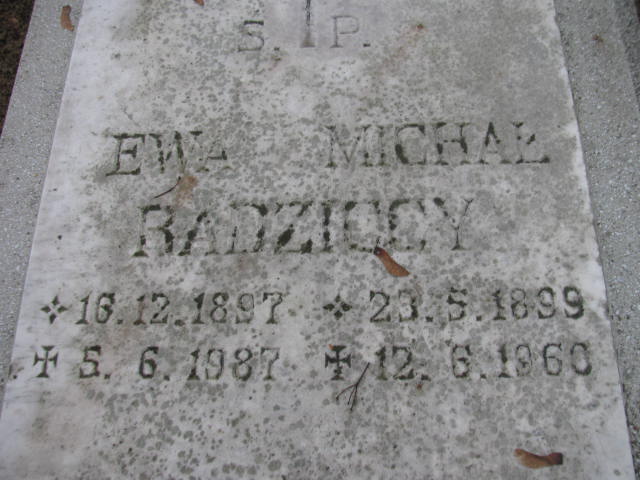 S. P.
EWA MICHAŁ
RADZICCY
16.12.1897 23.5.1899
5.6.1987 12.6.1960